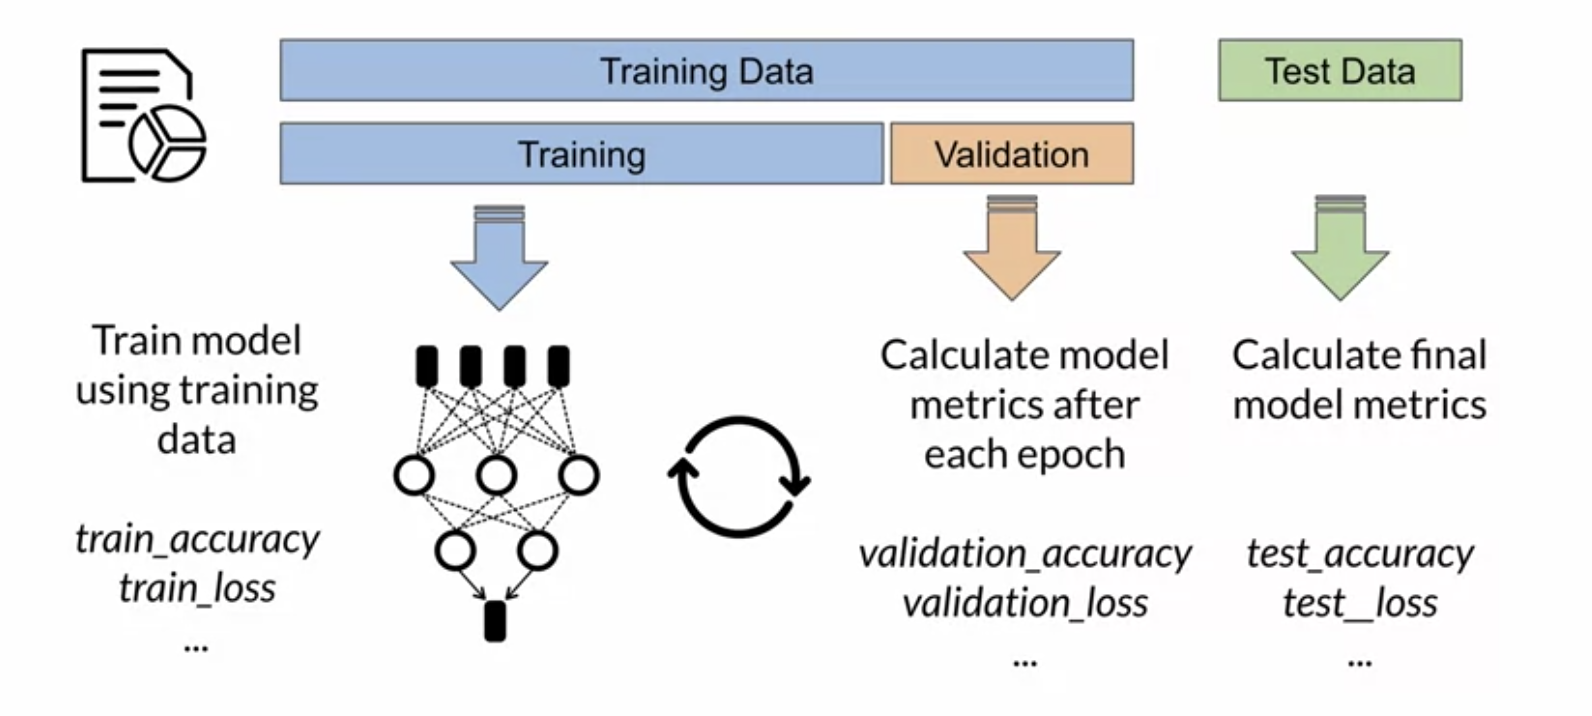 Training Data
Test Data
Training
Validation
Train model
using training
data
train_accuracy
train_loss
...
Calculate model
metrics after
each epoch
validation_accuracy
validation_loss
...
Calculate final
model metrics
test_accuracy
test__loss
...